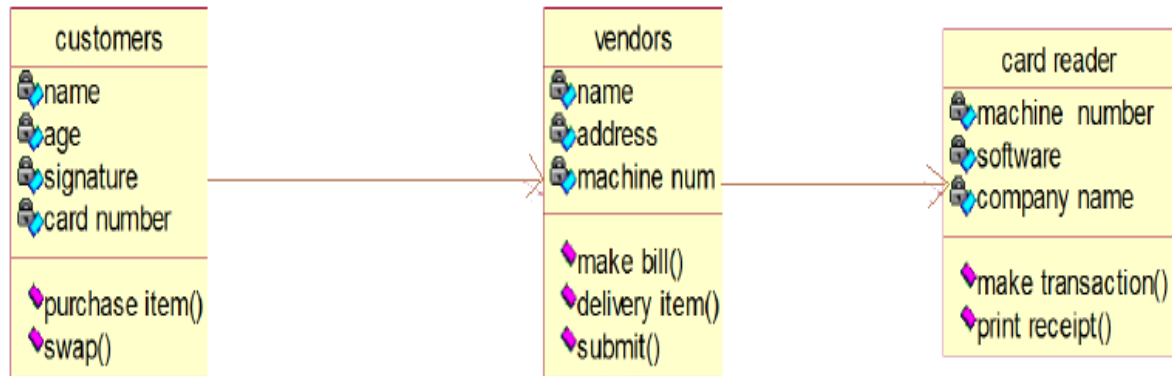 customers
name
age
signature
card number
purchase item()
swap()
vendors
name
address
machine num
make bill()
delivery item()
submit()
card reader
machine number
software
company name
make transaction()
print receipt()